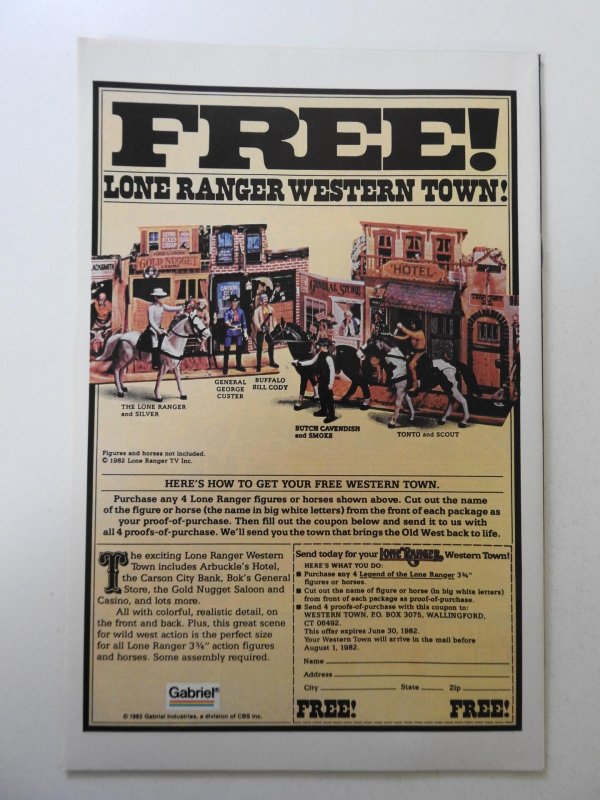 FREE!
LONE RANGER WESTERN TOWN!
GOLD NUGGET
HOTEL
GENERAL STORE
CARSON CITY
THE LONE RANGER
and SILVER
GENERAL
GEORGE
CUSTER
BUFFALO
BILL CODY
BUTCH CAVENDISH
and SMOKE
TONTO and SCOUT
Figures and horses not included.
© 1982 Lone Ranger TV Inc.
HERE'S HOW TO GET YOUR FREE WESTERN TOWN.
Purchase any 4 Lone Ranger figures or horses shown above. Cut out the name
of the figure or horse (the name in big white letters) from the front of each package as
your proof-of-purchase. Then fill out the coupon below and send it to us with
all 4 proofs-of-purchase. We'll send you the town that brings the Old West back to life.
The exciting Lone Ranger Western
Town includes Arbuckle's Hotel,
the Carson City Bank, Bok's General
Store, the Gold Nugget Saloon and
Casino, and lots more.
All with colorful, realistic detail, on
the front and back. Plus, this great scene
for wild west action is the perfect size
for all Lone Ranger 3¾" action figures
and horses. Some assembly required.
Gabriel®
© 1982 Gabriel Industries, a division of CBS Inc.
Send today for your LONE RANGER Western Town!
HERE'S WHAT YOU DO:
■ Purchase any 4 Legend of the Lone Ranger 3¾"
figures or horses.
■ Cut out the name of figure or horse (in big white letters)
from front of each package as proof-of-purchase.
■ Send 4 proofs-of-purchase with this coupon to:
WESTERN TOWN, P.O. BOX 3075, WALLINGFORD,
CT 06492.
This offer expires June 30, 1982.
Your Western Town will arrive in the mail before
August 1, 1982.
Name
Address
City State Zip
FREE! FREE!